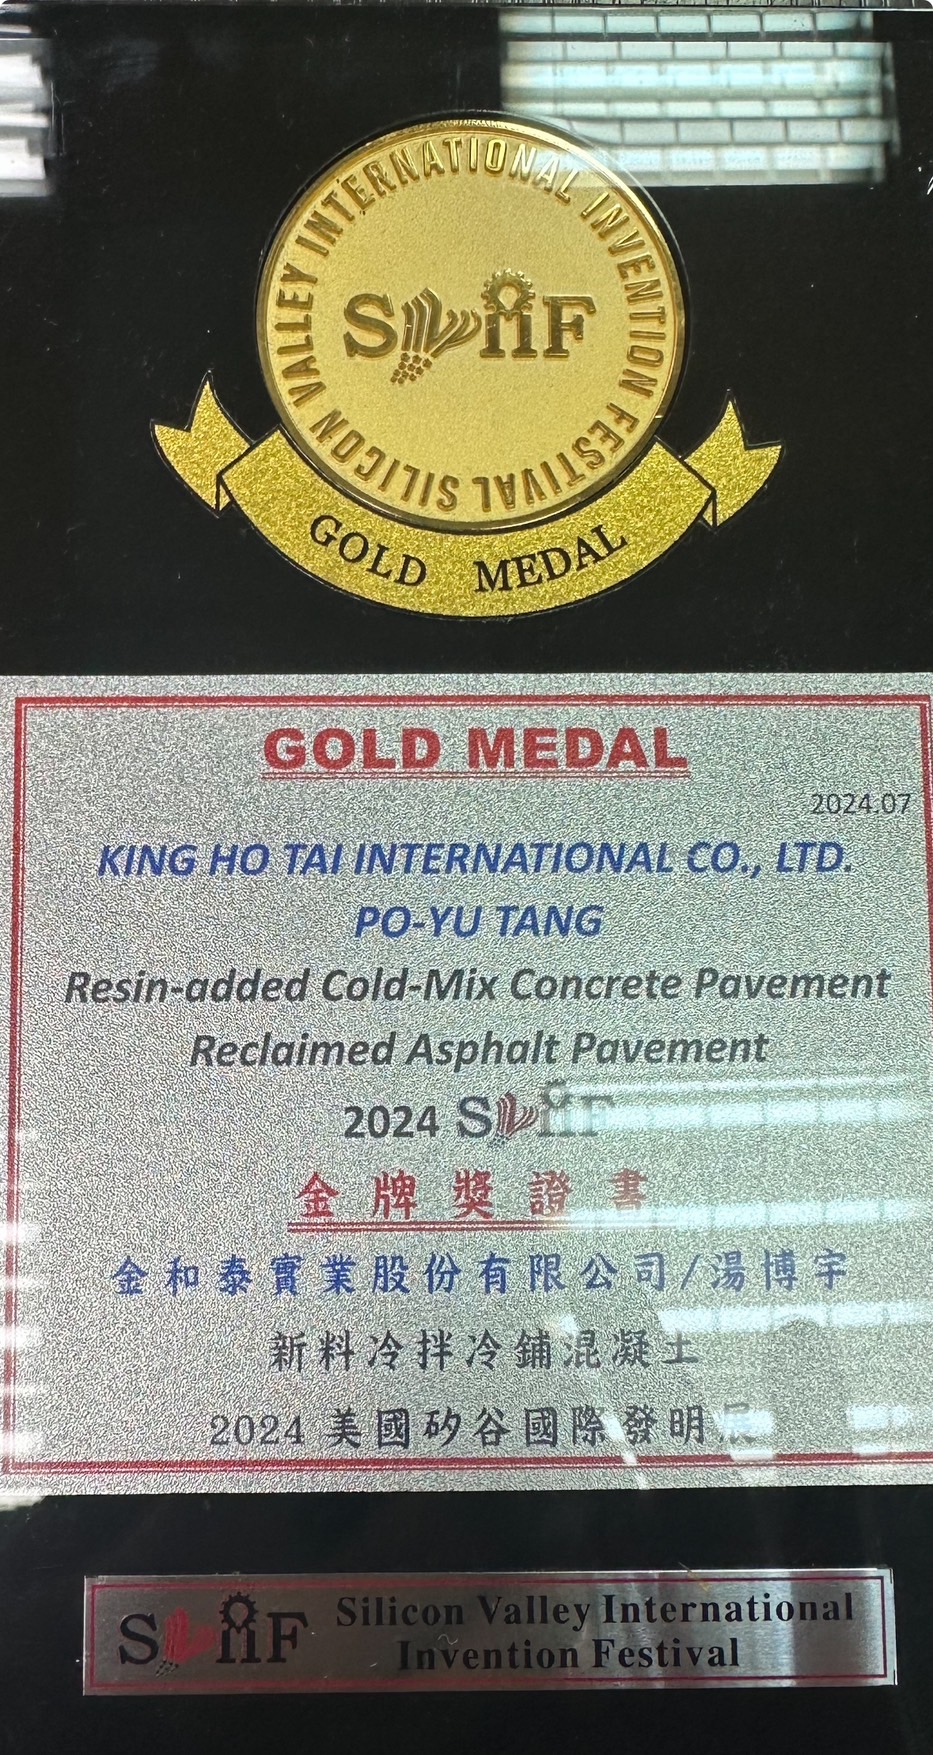 SILICON VALLEY INTERNATIONAL INVENTION FESTIVAL
SVIIF
GOLD MEDAL
GOLD MEDAL
2024.07
KING HO TAI INTERNATIONAL CO., LTD.
PO-YU TANG
Resin-added Cold-Mix Concrete Pavement
Reclaimed Asphalt Pavement
2024 SVIIF
金牌獎證書
金和泰實業股份有限公司/湯博宇
新料冷拌冷鋪混凝土
2024 美國矽谷國際發明展
SVIIF
Silicon Valley International
Invention Festival